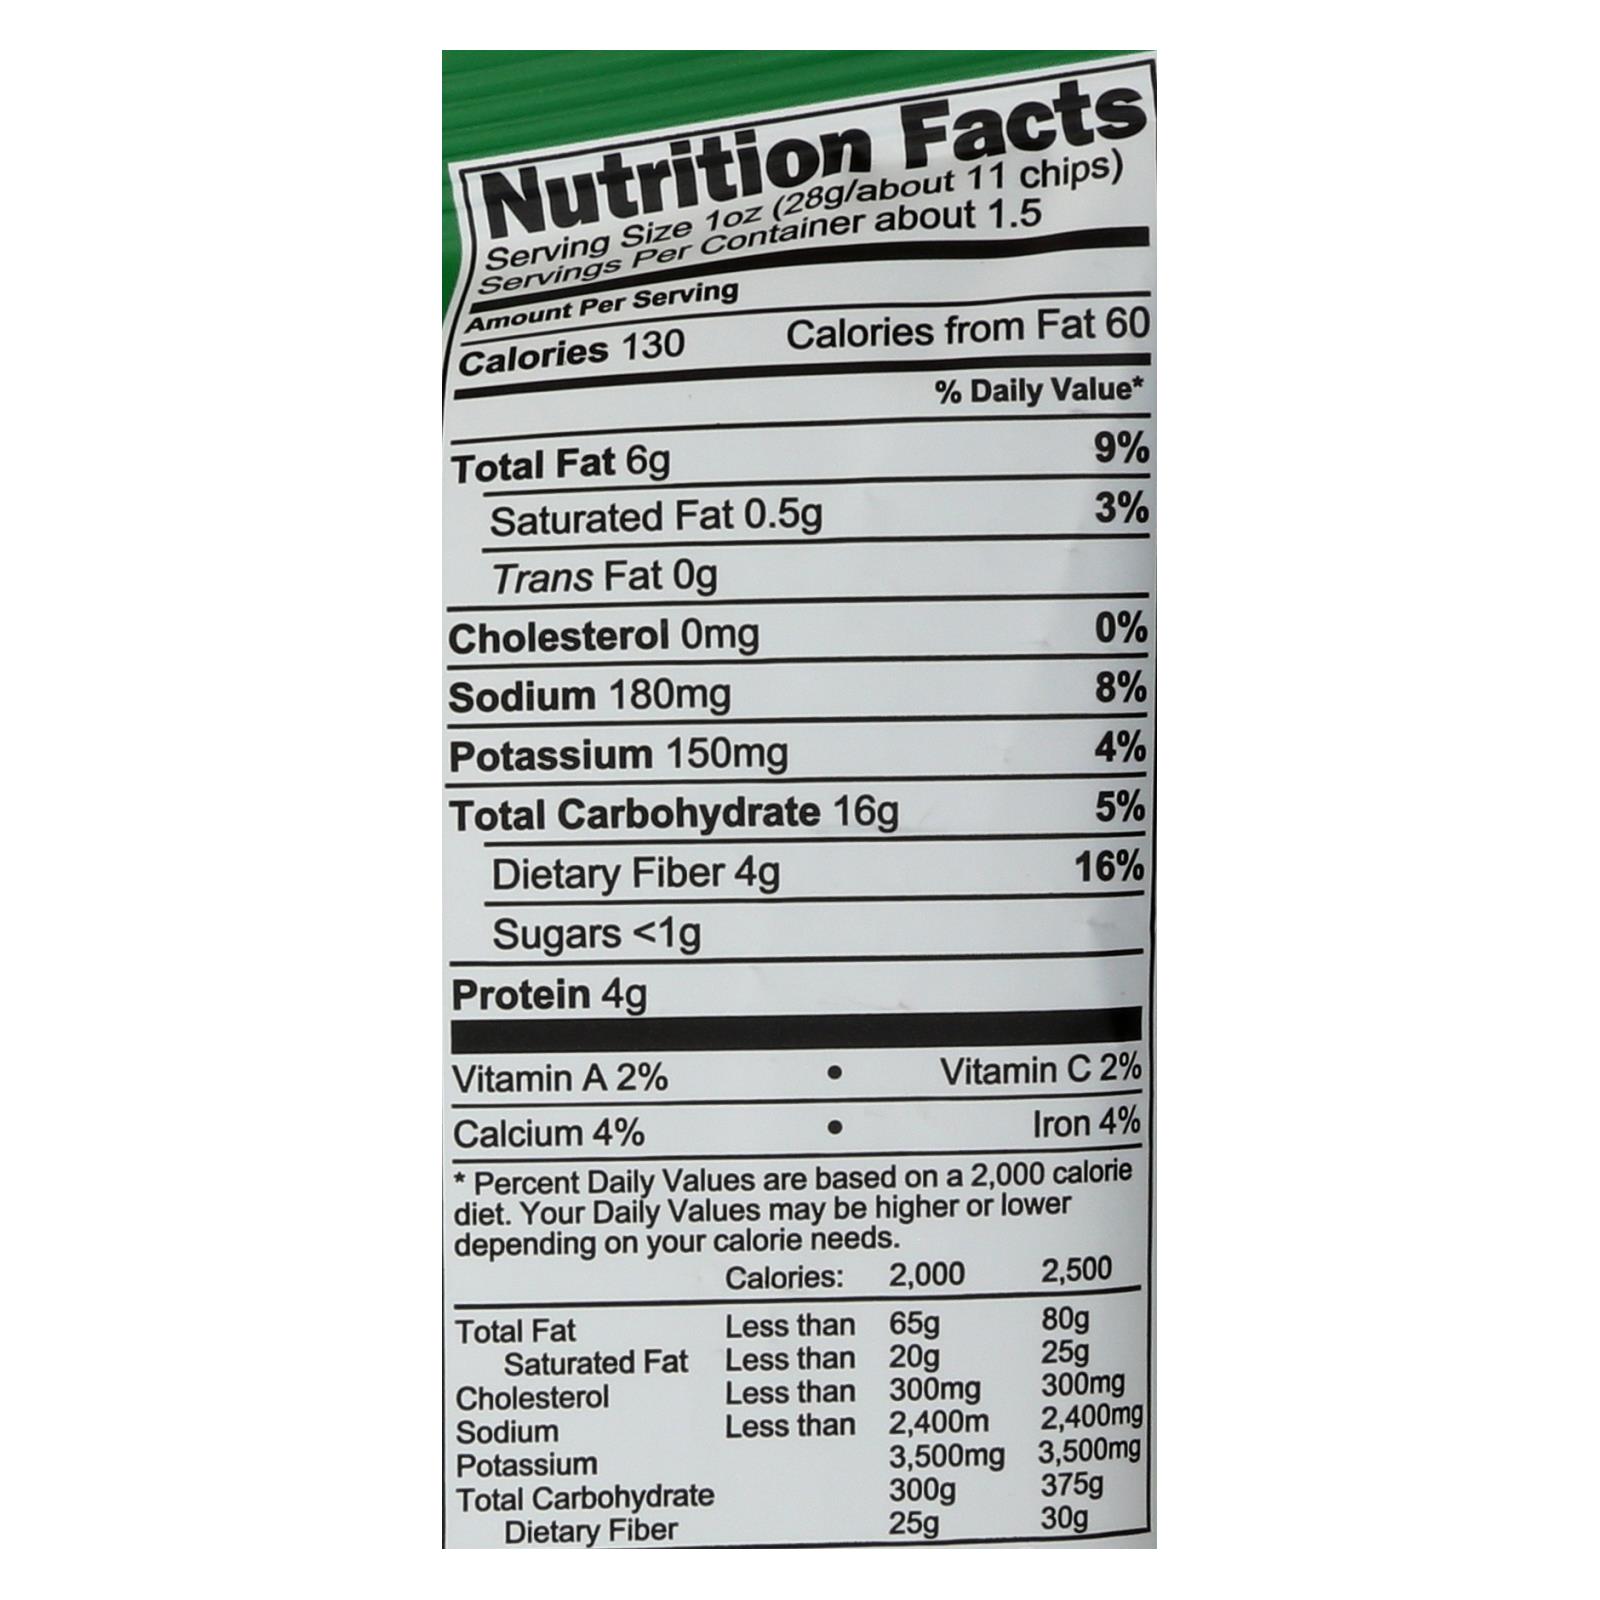 Nutrition Facts
Serving Size 1oz (28g/about 11 chips)
Servings Per Container about 1.5
Amount Per Serving
Calories 130 Calories from Fat 60
% Daily Value*
Total Fat 6g 9%
Saturated Fat 0.5g 3%
Trans Fat 0g
Cholesterol 0mg 0%
Sodium 180mg 8%
Potassium 150mg 4%
Total Carbohydrate 16g 5%
Dietary Fiber 4g 16%
Sugars <1g
Protein 4g
Vitamin A 2% • Vitamin C 2%
Calcium 4% • Iron 4%
* Percent Daily Values are based on a 2,000 calorie
diet. Your Daily Values may be higher or lower
depending on your calorie needs.
Calories: 2,000 2,500
Total Fat Less than 65g 80g
Saturated Fat Less than 20g 25g
Cholesterol Less than 300mg 300mg
Sodium Less than 2,400m 2,400mg
Potassium 3,500mg 3,500mg
Total Carbohydrate 300g 375g
Dietary Fiber 25g 30g